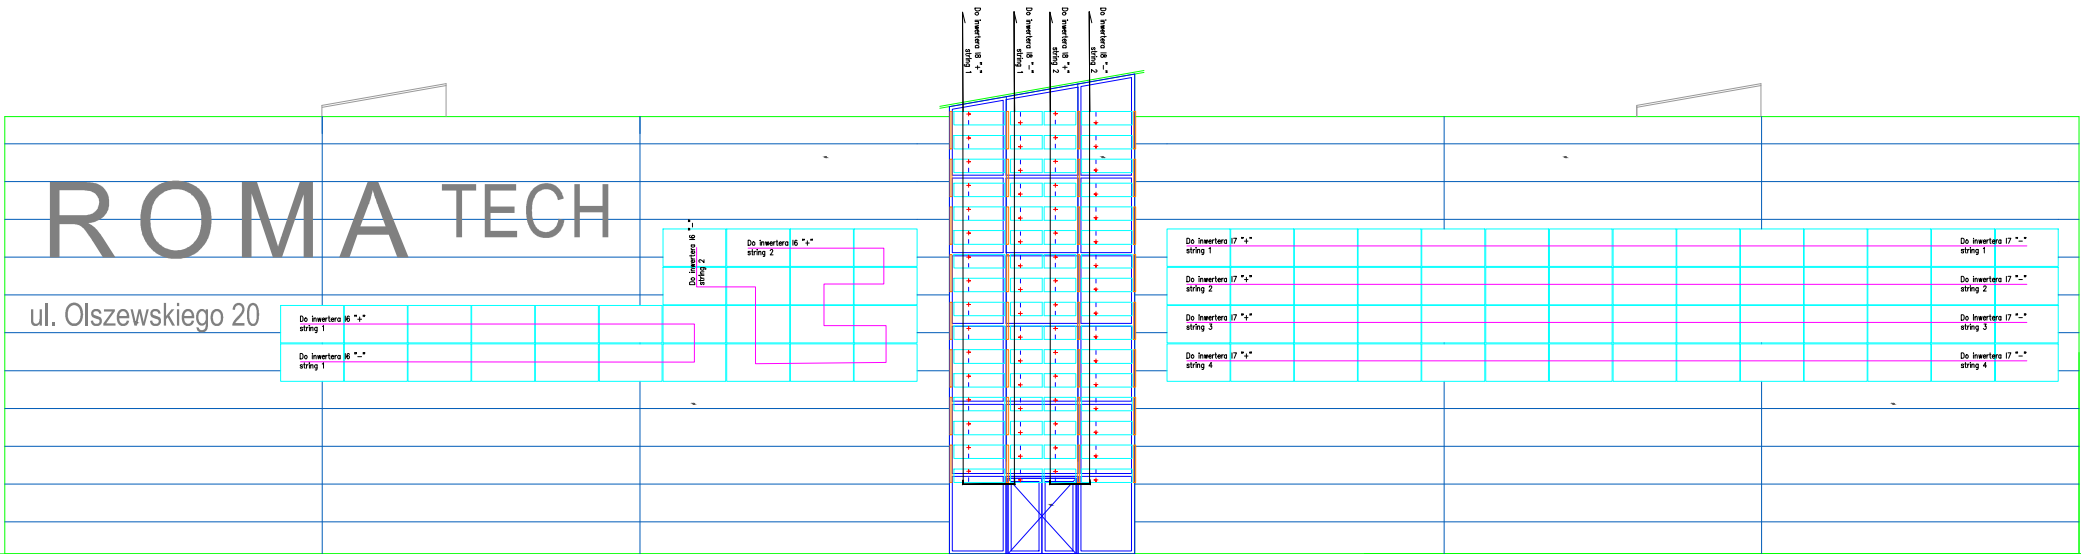 Do inwertera I8 "+"
string 1
Do inwertera I8 "-"
string 1
Do inwertera I8 "+"
string 2
Do inwertera I8 "-"
string 2
ROMA TECH
ul. Olszewskiego 20
Do inwertera I6 "-"
string 2
Do inwertera I6 "+"
string 2
Do inwertera I6 "+"
string 1
Do inwertera I6 "-"
string 1
Do inwertera I7 "+"
string 1
Do inwertera I7 "-"
string 1
Do inwertera I7 "+"
string 2
Do inwertera I7 "-"
string 2
Do inwertera I7 "+"
string 3
Do inwertera I7 "-"
string 3
Do inwertera I7 "+"
string 4
Do inwertera I7 "-"
string 4